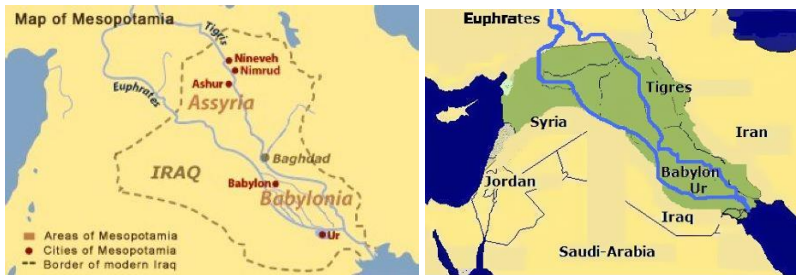 Map of Mesopotamia
Tigris
Nineveh
Nimrud
Ashur
Assyria
Euphrates
Baghdad
IRAQ
Babylon
Babylonia
Ur
Areas of Mesopotamia
Cities of Mesopotamia
Border of modern Iraq
Euphrates
Tigres
Syria
Iran
Babylon
Ur
Jordan
Iraq
Saudi-Arabia